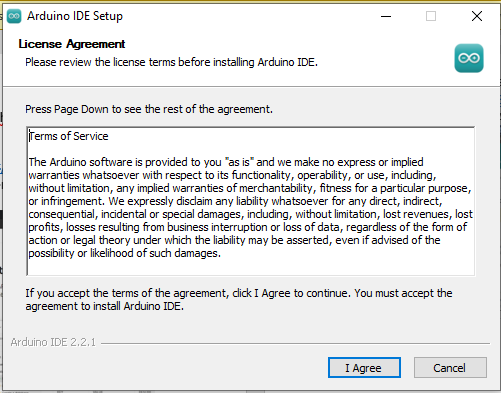 Arduino IDE Setup
License Agreement
Please review the license terms before installing Arduino IDE.
Press Page Down to see the rest of the agreement.
Terms of Service
The Arduino software is provided to you "as is" and we make no express or implied
warranties whatsoever with respect to its functionality, operability, or use, including,
without limitation, any implied warranties of merchantability, fitness for a particular purpose,
or infringement. We expressly disclaim any liability whatsoever for any direct, indirect,
consequential, incidental or special damages, including, without limitation, lost revenues, lost
profits, losses resulting from business interruption or loss of data, regardless of the form of
action or legal theory under which the liability may be asserted, even if advised of the
possibility or likelihood of such damages.
If you accept the terms of the agreement, click I Agree to continue. You must accept the
agreement to install Arduino IDE.
Arduino IDE 2.2.1
I Agree
Cancel